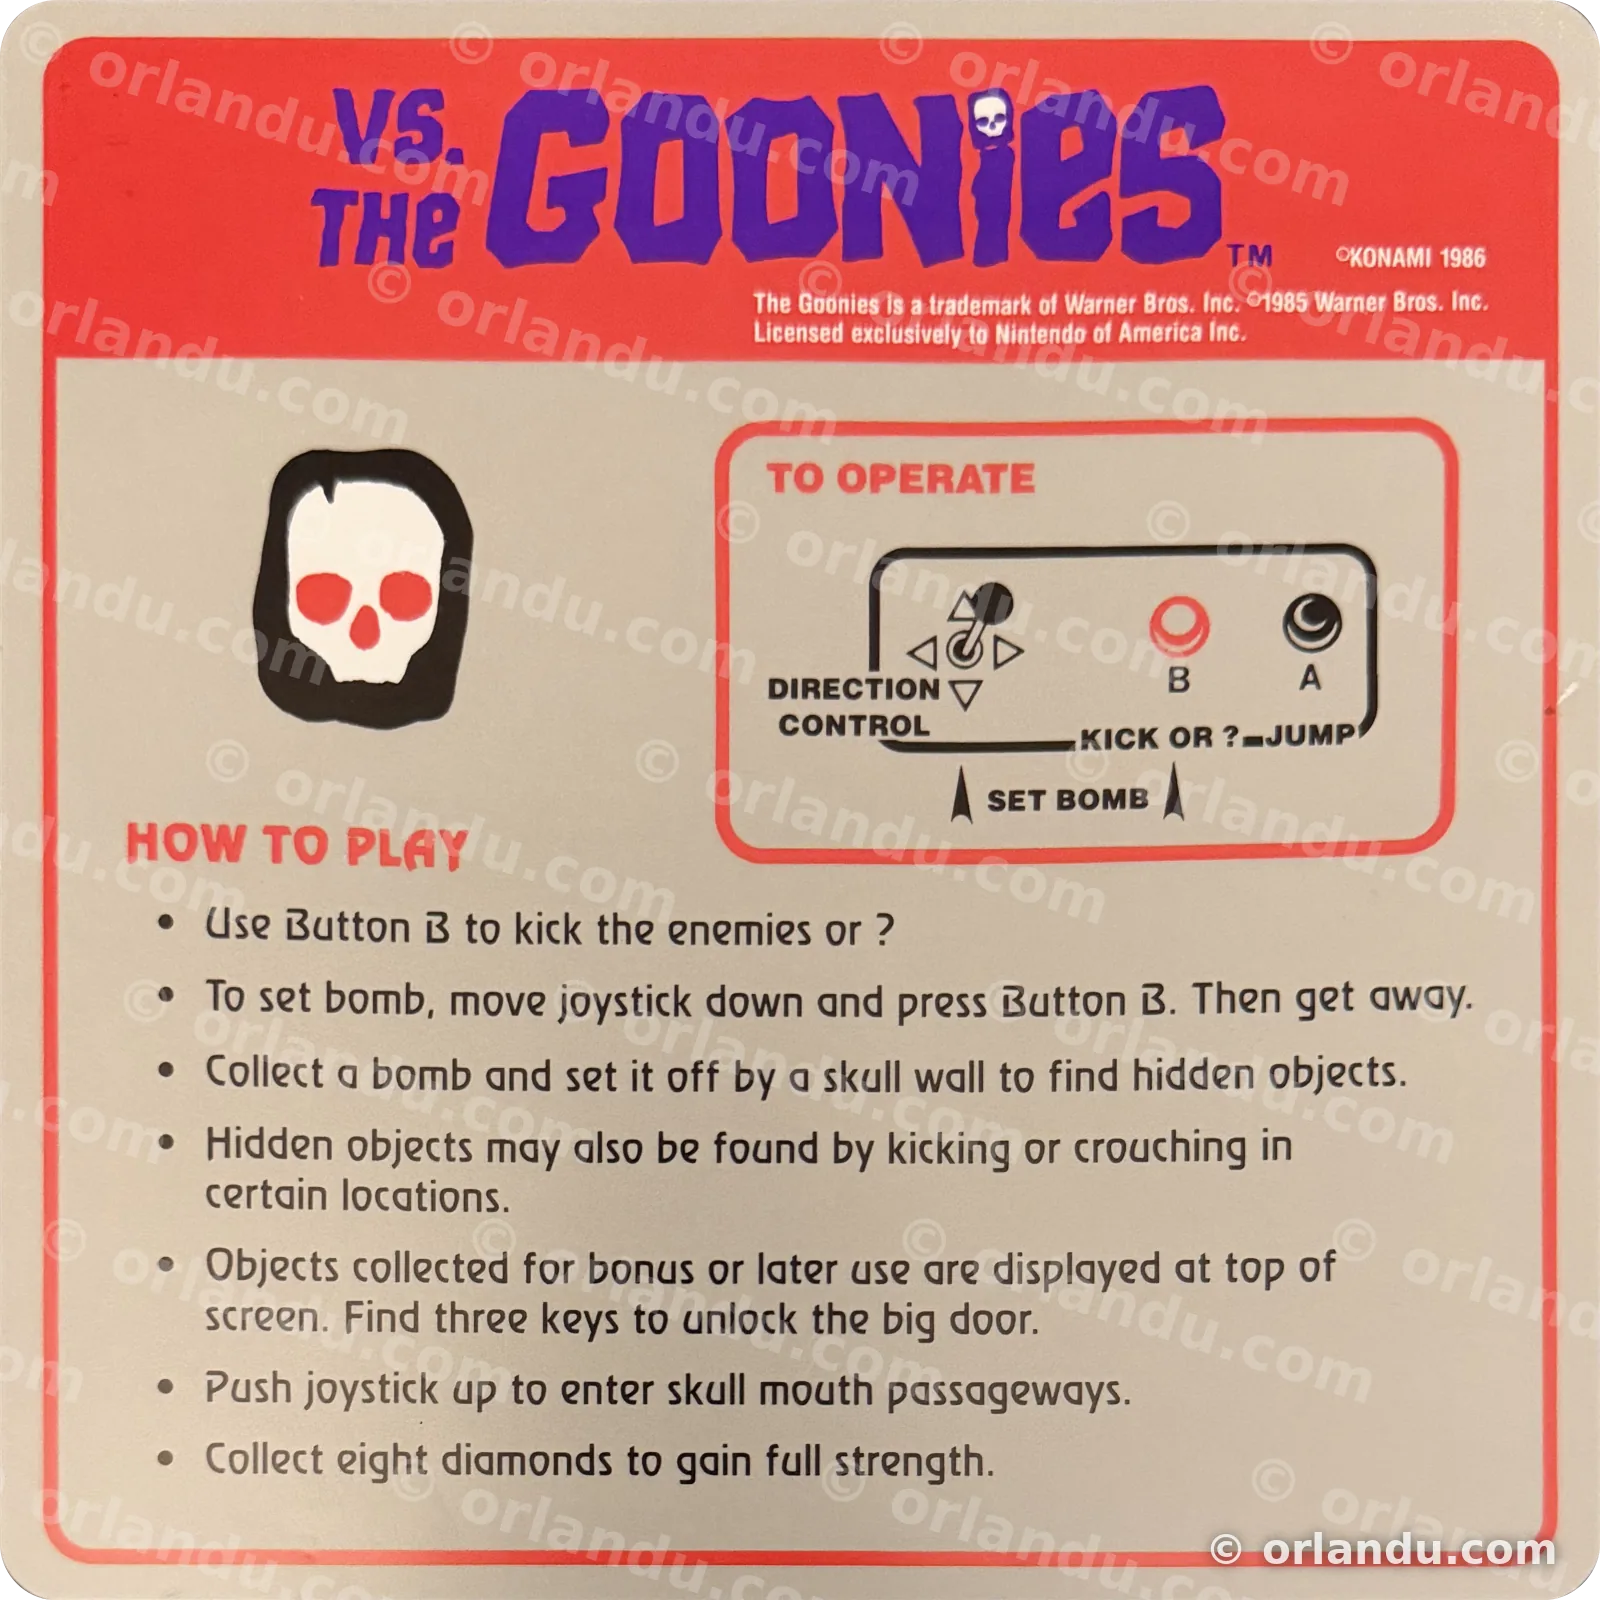 VS.
THE GOONIES TM
©KONAMI 1986
The Goonies is a trademark of Warner Bros. Inc. ©1985 Warner Bros. Inc.
Licensed exclusively to Nintendo of America Inc.
TO OPERATE
B A
DIRECTION
CONTROL
KICK OR ? JUMP
SET BOMB
HOW TO PLAY
• Use Button B to kick the enemies or ?
• To set bomb, move joystick down and press Button B. Then get away.
• Collect a bomb and set it off by a skull wall to find hidden objects.
• Hidden objects may also be found by kicking or crouching in
certain locations.
• Objects collected for bonus or later use are displayed at top of
screen. Find three keys to unlock the big door.
• Push joystick up to enter skull mouth passageways.
• Collect eight diamonds to gain full strength.
© orlandu.com